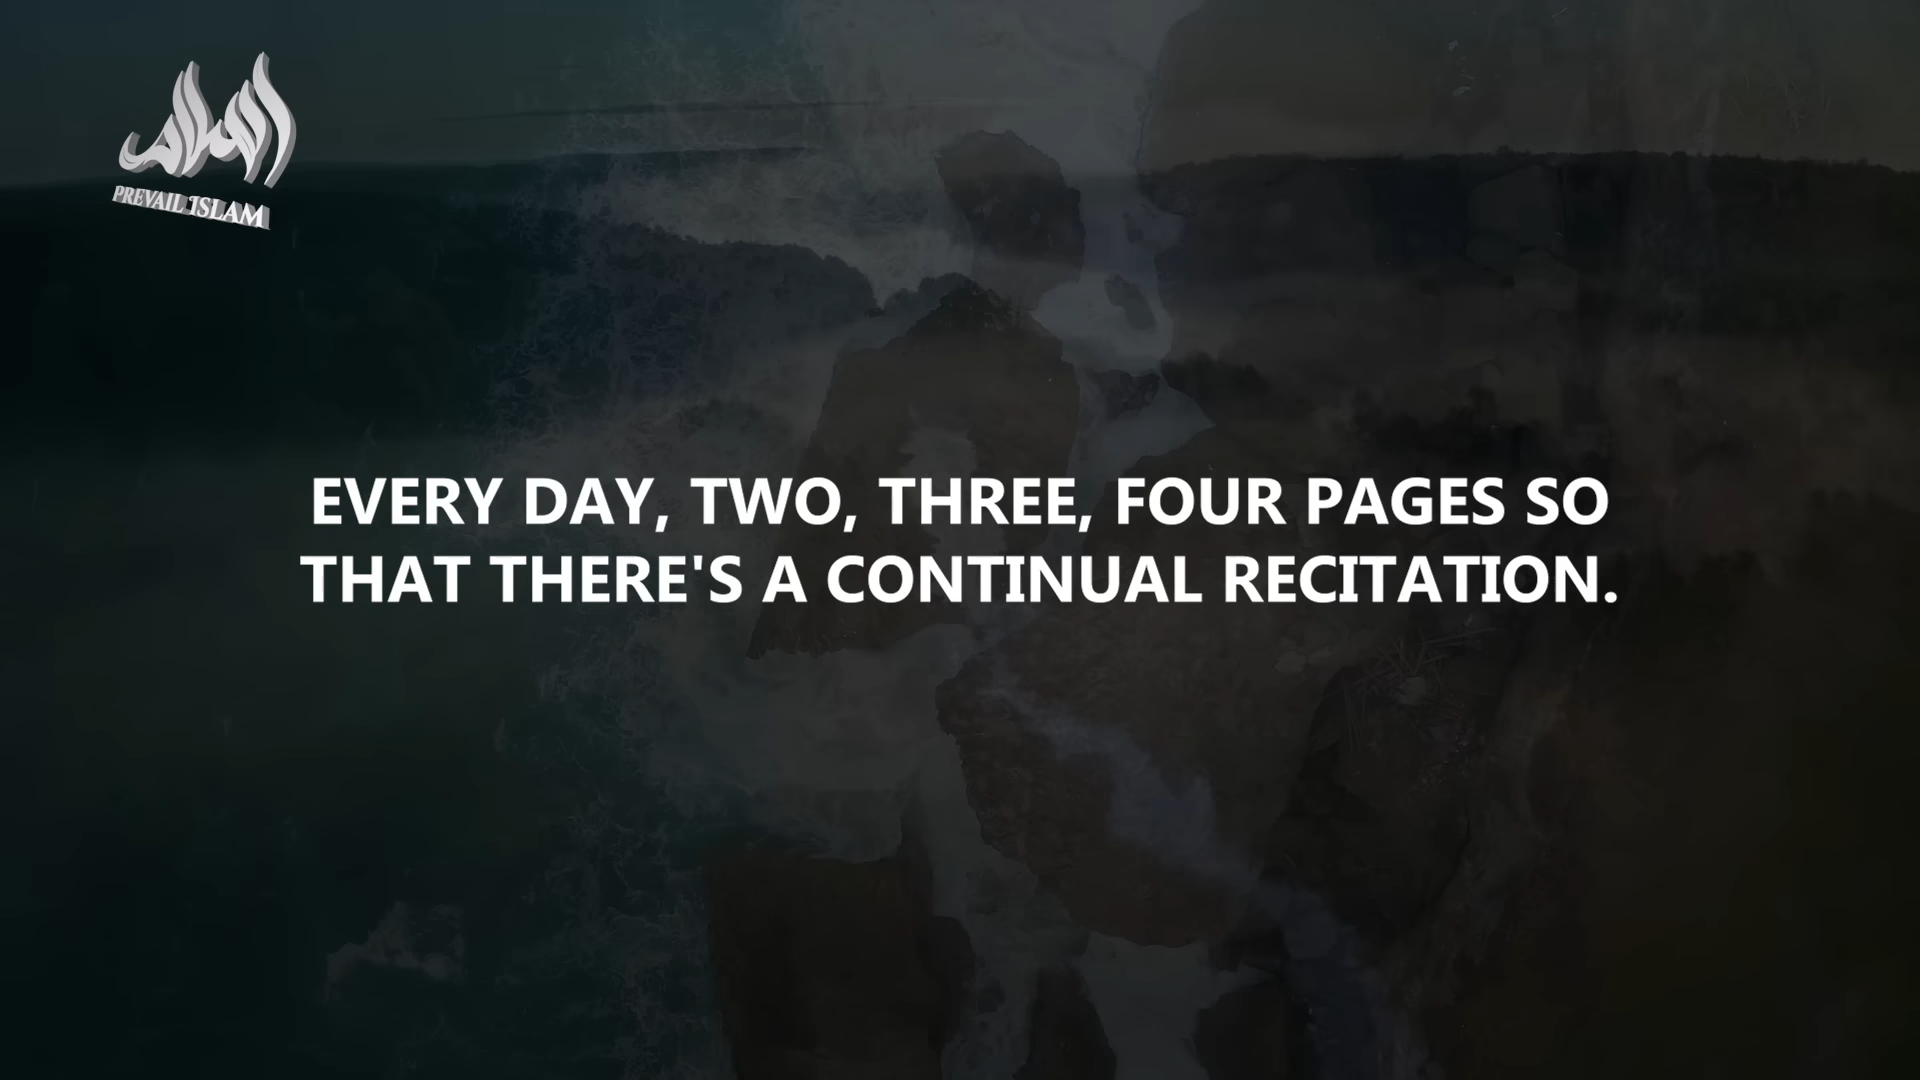 PREVAIL ISLAM
EVERY DAY, TWO, THREE, FOUR PAGES SO
THAT THERE'S A CONTINUAL RECITATION.